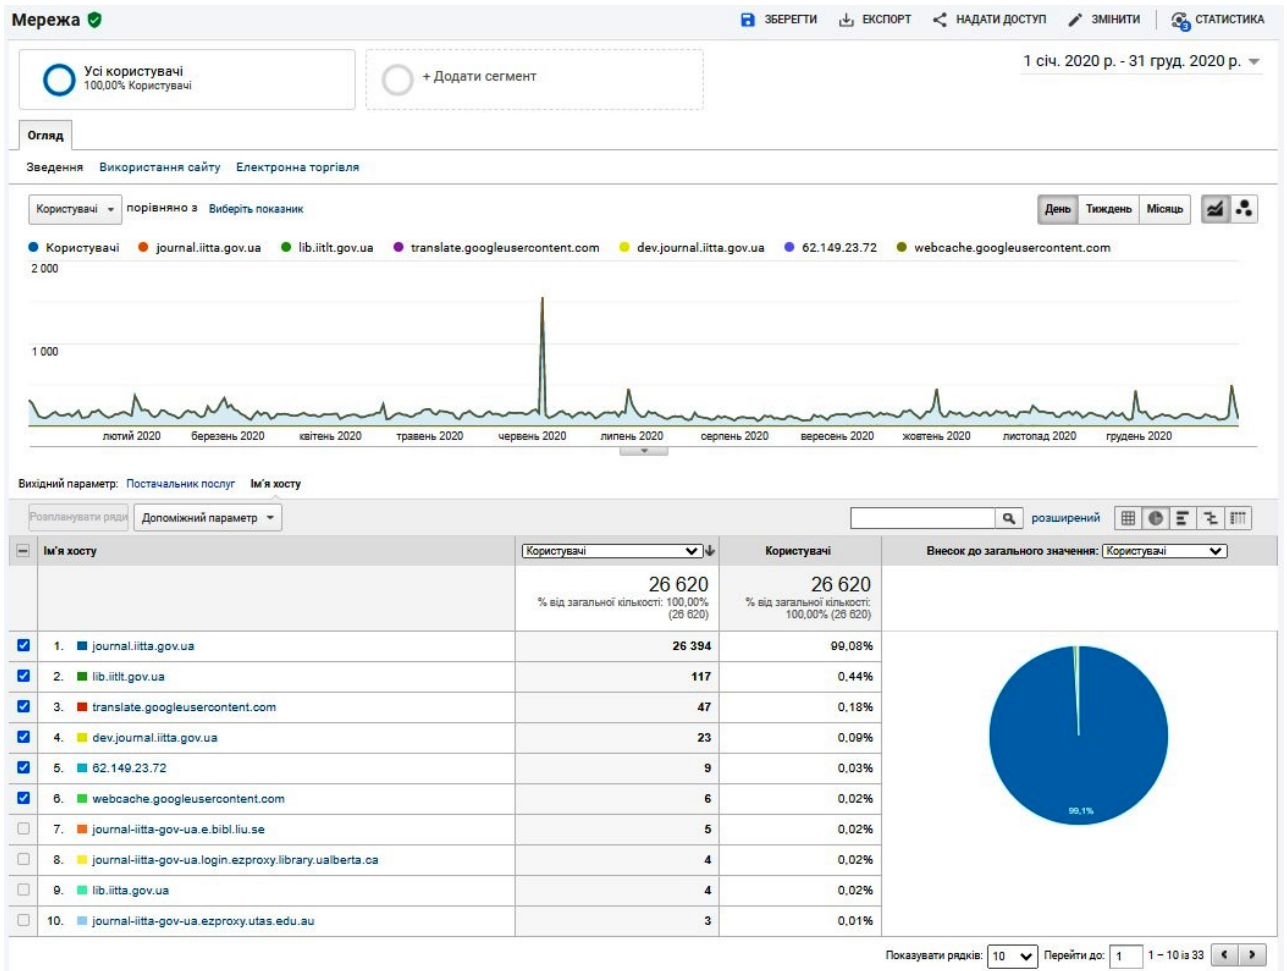 Мережа
ЗБЕРЕГТИ ЕКСПОРТ НАДАТИ ДОСТУП ЗМІНИТИ 3 СТАТИСТИКА
Усі користувачі
100,00% Користувачі
+ Додати сегмент
1 січ. 2020 р. - 31 груд. 2020 р.
Огляд
Зведення Використання сайту Електронна торгівля
Користувачі порівняно з Виберіть показник
День Тиждень Місяць
Користувачі journal.iitta.gov.ua lib.iitlt.gov.ua translate.googleusercontent.com dev.journal.iitta.gov.ua 62.149.23.72 webcache.googleusercontent.com
2 000
1 000
лютий 2020 березень 2020 квітень 2020 травень 2020 червень 2020 липень 2020 серпень 2020 вересень 2020 жовтень 2020 листопад 2020 грудень 2020
Вихідний параметр: Постачальник послуг Ім'я хосту
Розпланувати ряди Допоміжний параметр розширений
Ім'я хосту Користувачі Користувачі Внесок до загального значення: Користувачі
26 620 26 620
% від загальної кількості: 100,00% (26 620) % від загальної кількості: 100,00% (26 620)
1. journal.iitta.gov.ua 26 394 99,08%
2. lib.iitlt.gov.ua 117 0,44%
3. translate.googleusercontent.com 47 0,18%
4. dev.journal.iitta.gov.ua 23 0,09%
5. 62.149.23.72 9 0,03%
6. webcache.googleusercontent.com 6 0,02%
7. journal-iitta-gov-ua.e.bibl.liu.se 5 0,02%
8. journal-iitta-gov-ua.login.ezproxy.library.ualberta.ca 4 0,02%
9. lib.iitta.gov.ua 4 0,02%
10. journal-iitta-gov-ua.ezproxy.utas.edu.au 3 0,01%
99,1%
Показувати рядків: 10 Перейти до: 1 1 – 10 із 33